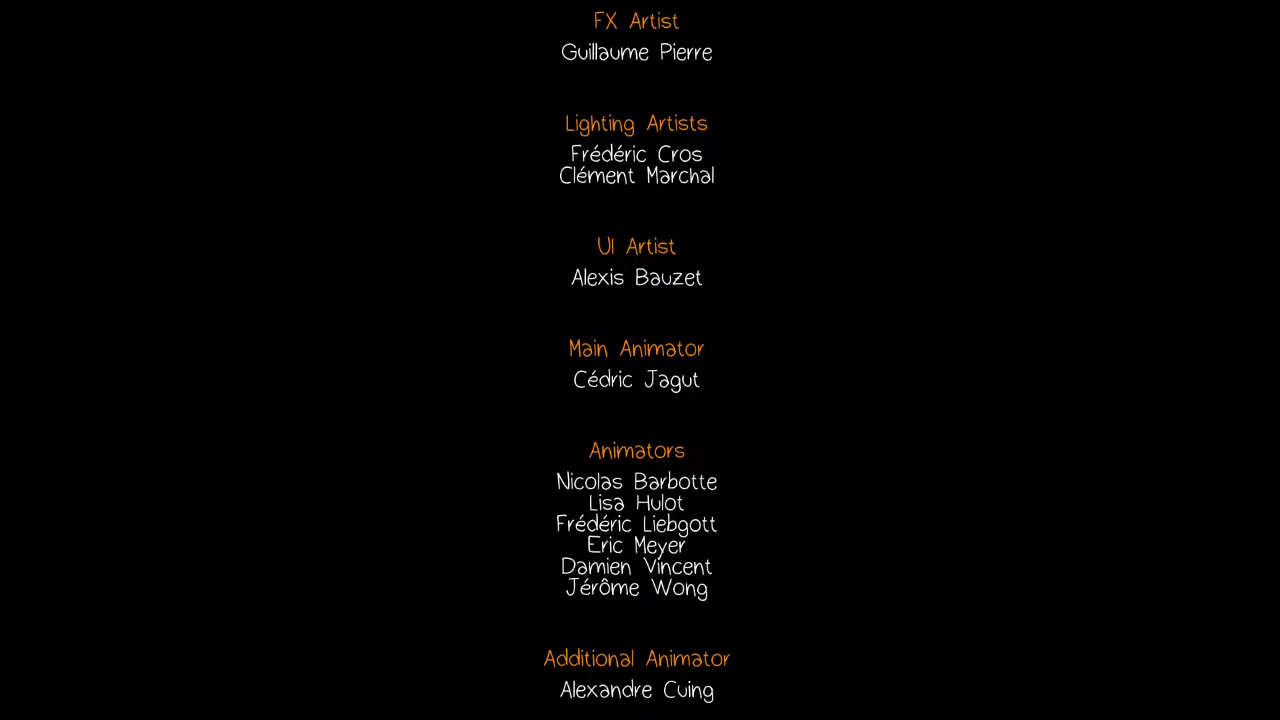 FX Artist
Guillaume Pierre
Lighting Artists
Frédéric Cros
Clément Marchal
UI Artist
Alexis Bauzet
Main Animator
Cédric Jagut
Animators
Nicolas Barbotte
Lisa Hulot
Frédéric Liebgott
Eric Meyer
Damien Vincent
Jérôme Wong
Additional Animator
Alexandre Cuing